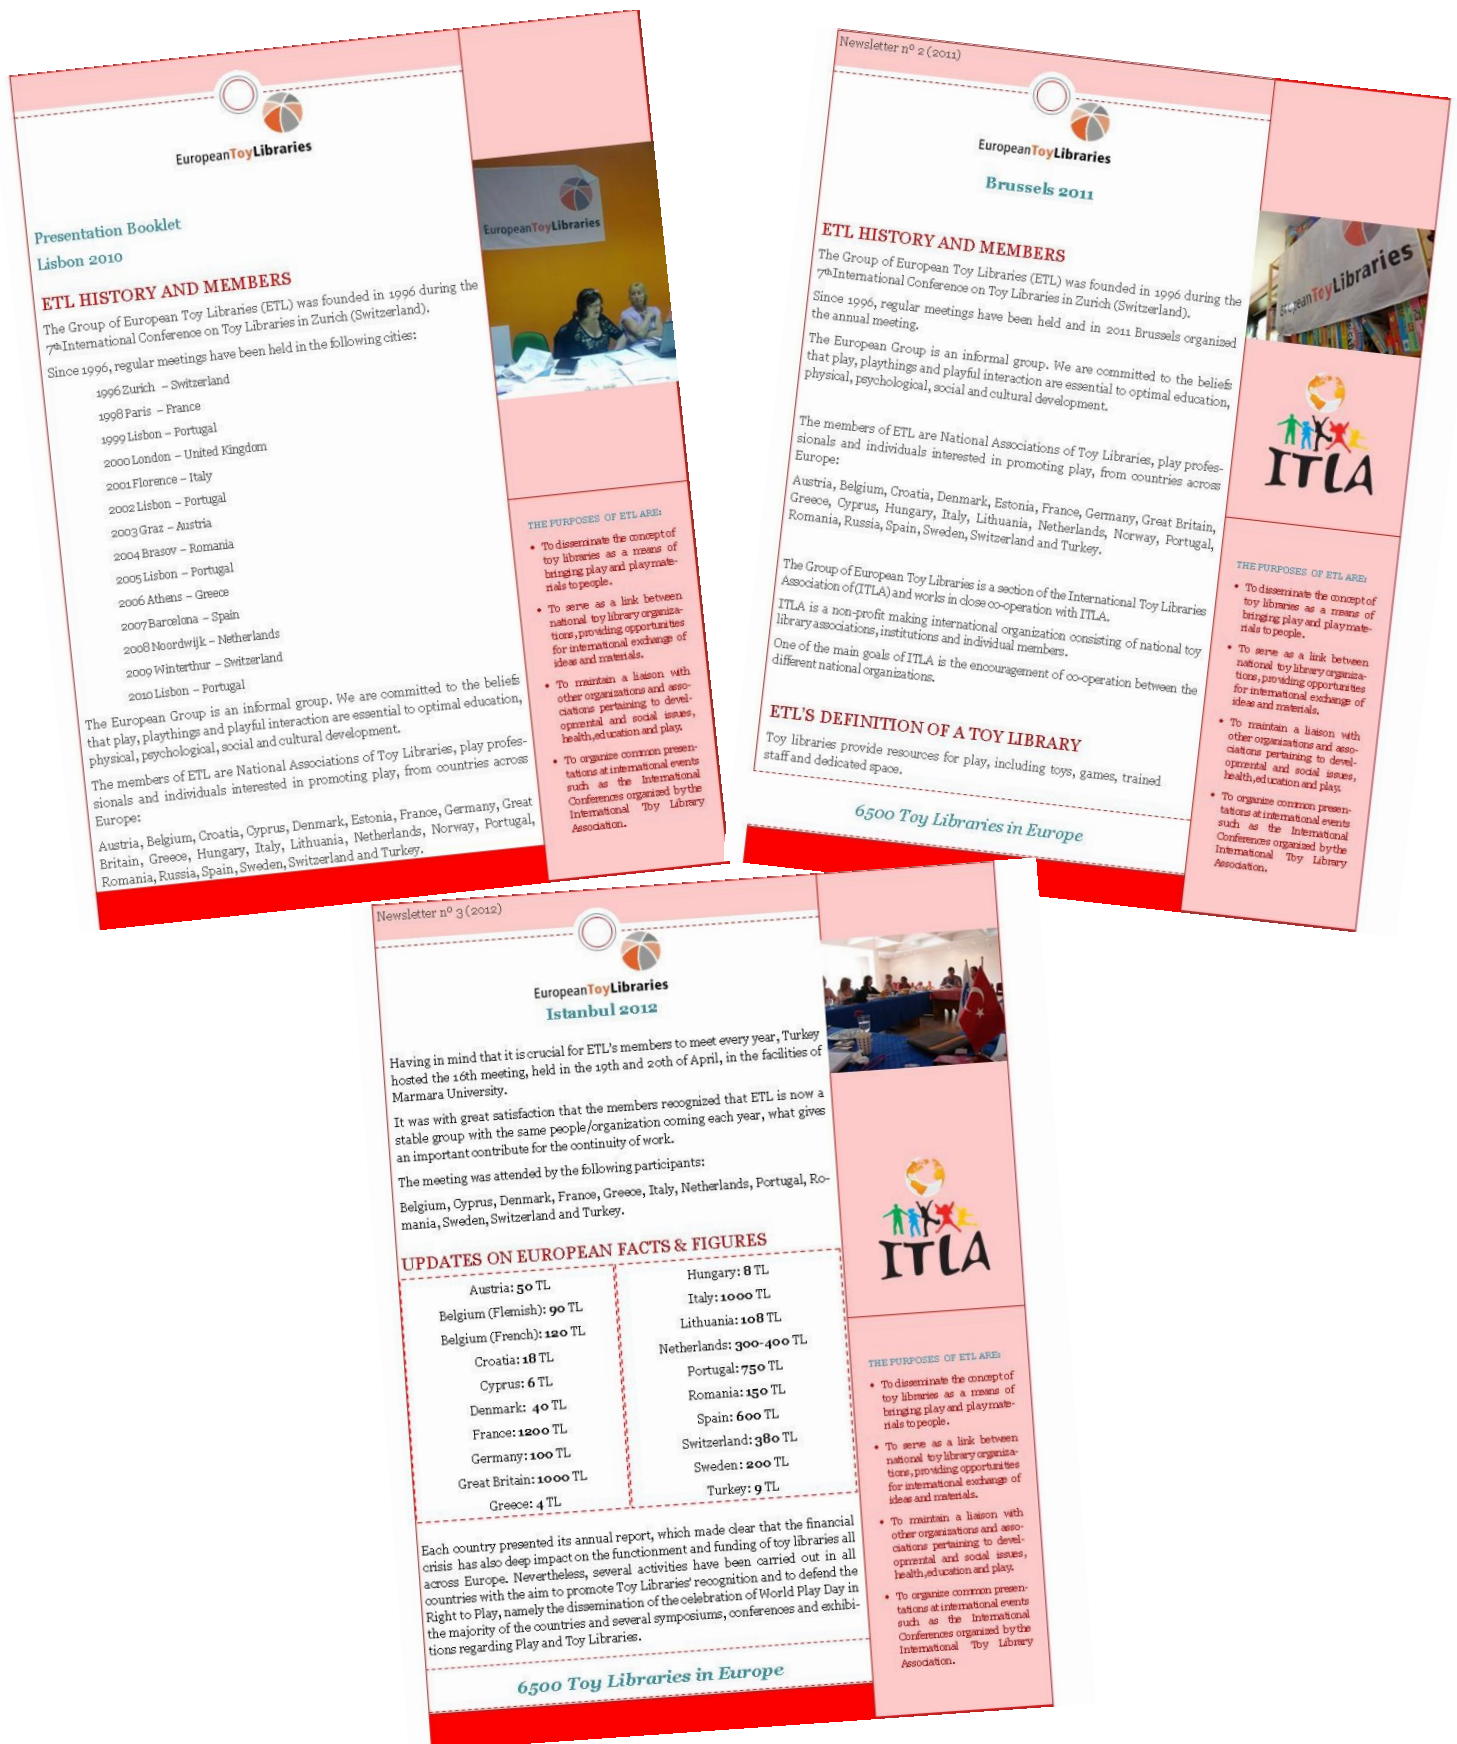 EuropeanToyLibraries
Presentation Booklet
Lisbon 2010
ETL HISTORY AND MEMBERS
The Group of European Toy Libraries (ETL) was founded in 1996 during the
7th International Conference on Toy Libraries in Zurich (Switzerland).
Since 1996, regular meetings have been held in the following cities:
1996 Zurich – Switzerland
1998 Paris – France
1999 Lisbon – Portugal
2000 London – United Kingdom
2001 Florence – Italy
2002 Lisbon – Portugal
2003 Graz – Austria
2004 Brasov – Romania
2005 Lisbon – Portugal
2006 Athens – Greece
2007 Barcelona – Spain
2008 Noordwijk – Netherlands
2009 Winterthur – Switzerland
2010 Lisbon – Portugal
The European Group is an informal group. We are committed to the beliefs
that play, playthings and playful interaction are essential to optimal education,
physical, psychological, social and cultural development.
The members of ETL are National Associations of Toy Libraries, play profes-
sionals and individuals interested in promoting play, from countries across
Europe:
Austria, Belgium, Croatia, Cyprus, Denmark, Estonia, France, Germany, Great
Britain, Greece, Hungary, Italy, Lithuania, Netherlands, Norway, Portugal,
Romania, Russia, Spain, Sweden, Switzerland and Turkey.
EuropeanToyLibraries
THE PURPOSES OF ETL ARE:
• To disseminate the concept of
toy libraries as a means of
bringing play and play mate-
rials to people.
• To serve as a link between
national toy library organiza-
tions, providing opportunities
for international exchange of
ideas and materials.
• To maintain a liaison with
other organizations and asso-
ciations pertaining to devel-
opmental and social issues,
health, education and play.
• To organize common presen-
tations at international events
such as the International
Conferences organized by the
International Toy Library
Association.
Newsletter nº 2 (2011)
EuropeanToyLibraries
Brussels 2011
ETL HISTORY AND MEMBERS
The Group of European Toy Libraries (ETL) was founded in 1996 during the
7th International Conference on Toy Libraries in Zurich (Switzerland).
Since 1996, regular meetings have been held and in 2011 Brussels organized
the annual meeting.
The European Group is an informal group. We are committed to the beliefs
that play, playthings and playful interaction are essential to optimal education,
physical, psychological, social and cultural development.
The members of ETL are National Associations of Toy Libraries, play profes-
sionals and individuals interested in promoting play, from countries across
Europe:
Austria, Belgium, Croatia, Denmark, Estonia, France, Germany, Great Britain,
Greece, Cyprus, Hungary, Italy, Lithuania, Netherlands, Norway, Portugal,
Romania, Russia, Spain, Sweden, Switzerland and Turkey.
The Group of European Toy Libraries is a section of the International Toy Libraries
Association of (ITLA) and works in close co-operation with ITLA.
ITLA is a non-profit making international organization consisting of national toy
library associations, institutions and individual members.
One of the main goals of ITLA is the encouragement of co-operation between the
different national organizations.
ETL'S DEFINITION OF A TOY LIBRARY
Toy libraries provide resources for play, including toys, games, trained
staff and dedicated space.
6500 Toy Libraries in Europe
EuropeanToyLibraries
ITLA
THE PURPOSES OF ETL ARE:
• To disseminate the concept of
toy libraries as a means of
bringing play and play mate-
rials to people.
• To serve as a link between
national toy library organiza-
tions, providing opportunities
for international exchange of
ideas and materials.
• To maintain a liaison with
other organizations and asso-
ciations pertaining to devel-
opmental and social issues,
health, education and play.
• To organize common presen-
tations at international events
such as the International
Conferences organized by the
International Toy Library
Association.
Newsletter nº 3 (2012)
EuropeanToyLibraries
Istanbul 2012
Having in mind that it is crucial for ETL's members to meet every year, Turkey
hosted the 16th meeting, held in the 19th and 20th of April, in the facilities of
Marmara University.
It was with great satisfaction that the members recognized that ETL is now a
stable group with the same people/organization coming each year, what gives
an important contribute for the continuity of work.
The meeting was attended by the following participants:
Belgium, Cyprus, Denmark, France, Greece, Italy, Netherlands, Portugal, Ro-
mania, Sweden, Switzerland and Turkey.
UPDATES ON EUROPEAN FACTS & FIGURES
Austria: 50 TL
Belgium (Flemish): 90 TL
Belgium (French): 120 TL
Croatia: 18 TL
Cyprus: 6 TL
Denmark: 40 TL
France: 1200 TL
Germany: 100 TL
Great Britain: 1000 TL
Greece: 4 TL
Hungary: 8 TL
Italy: 1000 TL
Lithuania: 108 TL
Netherlands: 300-400 TL
Portugal: 750 TL
Romania: 150 TL
Spain: 600 TL
Switzerland: 380 TL
Sweden: 200 TL
Turkey: 9 TL
Each country presented its annual report, which made clear that the financial
crisis has also deep impact on the functionment and funding of toy libraries all
across Europe. Nevertheless, several activities have been carried out in all
countries with the aim to promote Toy Libraries' recognition and to defend the
Right to Play, namely the dissemination of the celebration of World Play Day in
the majority of the countries and several symposiums, conferences and exhibi-
tions regarding Play and Toy Libraries.
6500 Toy Libraries in Europe
ITLA
THE PURPOSES OF ETL ARE:
• To disseminate the concept of
toy libraries as a means of
bringing play and play mate-
rials to people.
• To serve as a link between
national toy library organiza-
tions, providing opportunities
for international exchange of
ideas and materials.
• To maintain a liaison with
other organizations and asso-
ciations pertaining to devel-
opmental and social issues,
health, education and play.
• To organize common presen-
tations at international events
such as the International
Conferences organized by the
International Toy Library
Association.